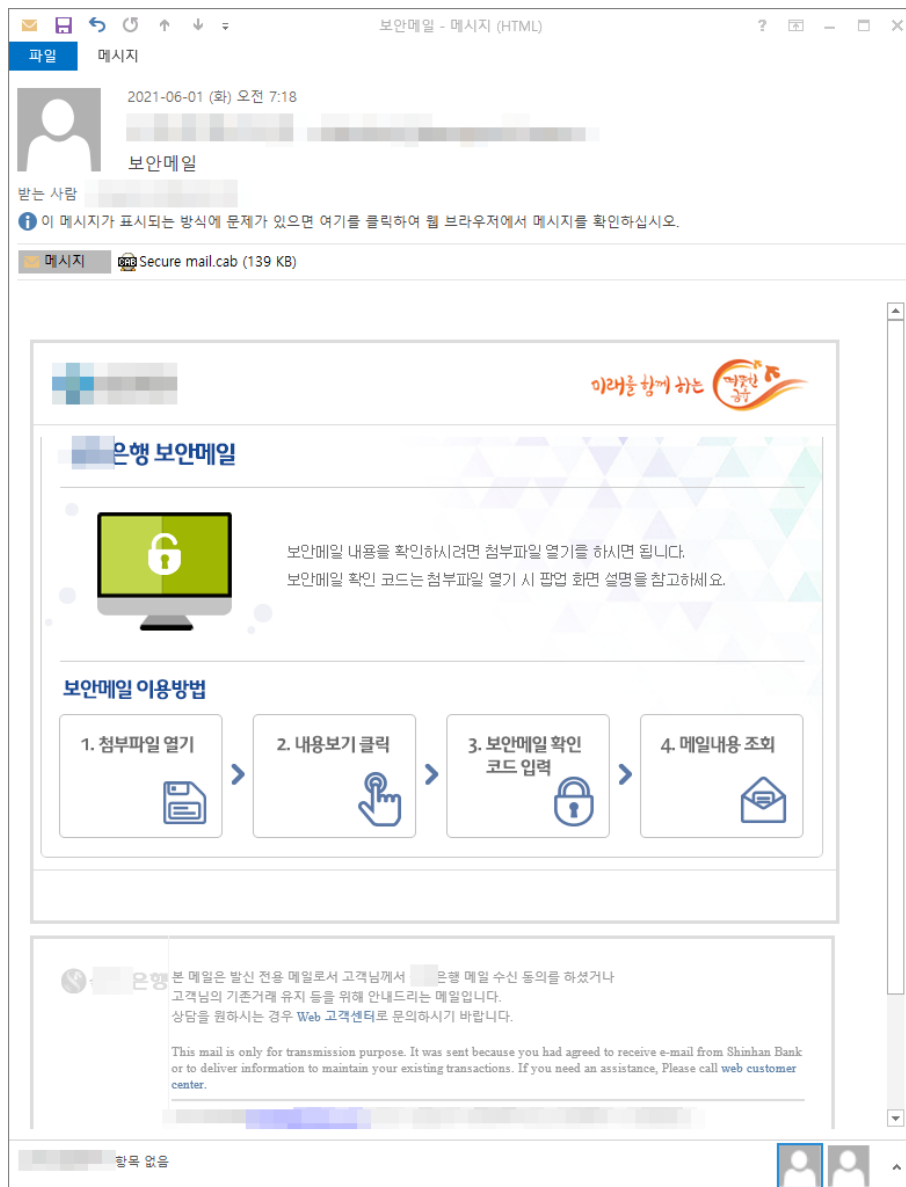 보안메일 - 메시지 (HTML)
파일 메시지
2021-06-01 (화) 오전 7:18
보안메일
받는 사람
이 메시지가 표시되는 방식에 문제가 있으면 여기를 클릭하여 웹 브라우저에서 메시지를 확인하십시오.
메시지 CAB Secure mail.cab (139 KB)
미래를 함께 하는 따뜻한 금융
은행 보안메일
보안메일 내용을 확인하시려면 첨부파일 열기를 하시면 됩니다.
보안메일 확인 코드는 첨부파일 열기 시 팝업 화면 설명을 참고하세요.
보안메일 이용방법
1. 첨부파일 열기
2. 내용보기 클릭
3. 보안메일 확인
코드 입력
4. 메일내용 조회
은행
본 메일은 발신 전용 메일로서 고객님께서 은행 메일 수신 동의를 하셨거나
고객님의 기존거래 유지 등을 위해 안내드리는 메일입니다.
상담을 원하시는 경우 Web 고객센터로 문의하시기 바랍니다.
This mail is only for transmission purpose. It was sent because you had agreed to receive e-mail from Shinhan Bank
or to deliver information to maintain your existing transactions. If you need an assistance, Please call web customer
center.
항목 없음